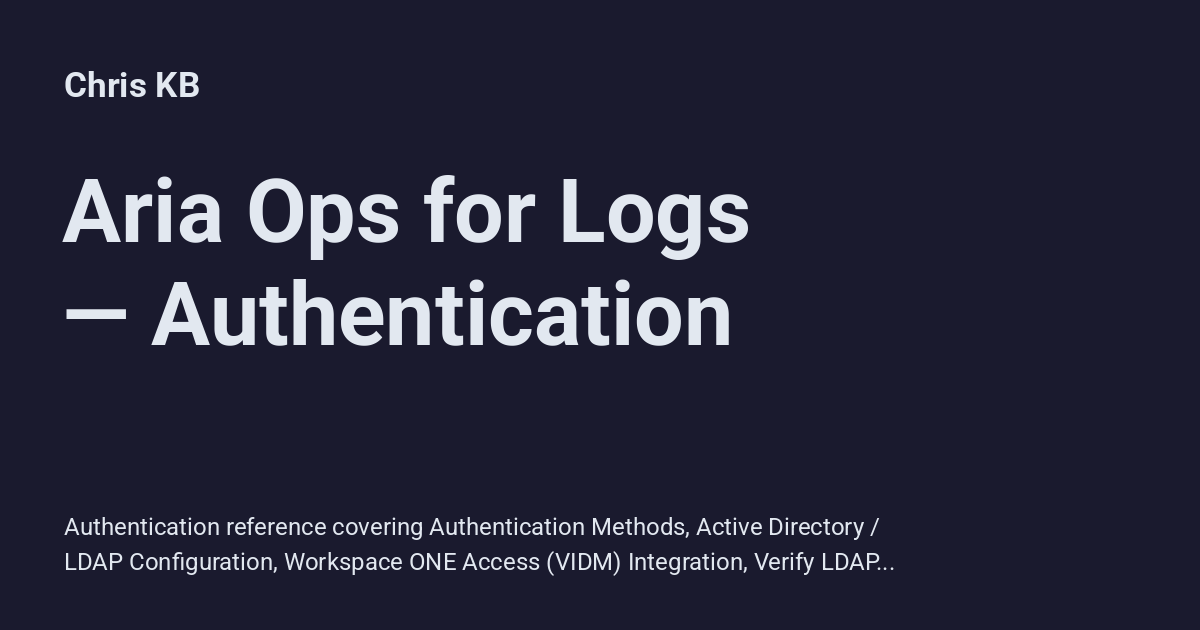 Chris KB
Aria Ops for Logs
— Authentication
Authentication reference covering Authentication Methods, Active Directory /
LDAP Configuration, Workspace ONE Access (VIDM) Integration, Verify LDAP...